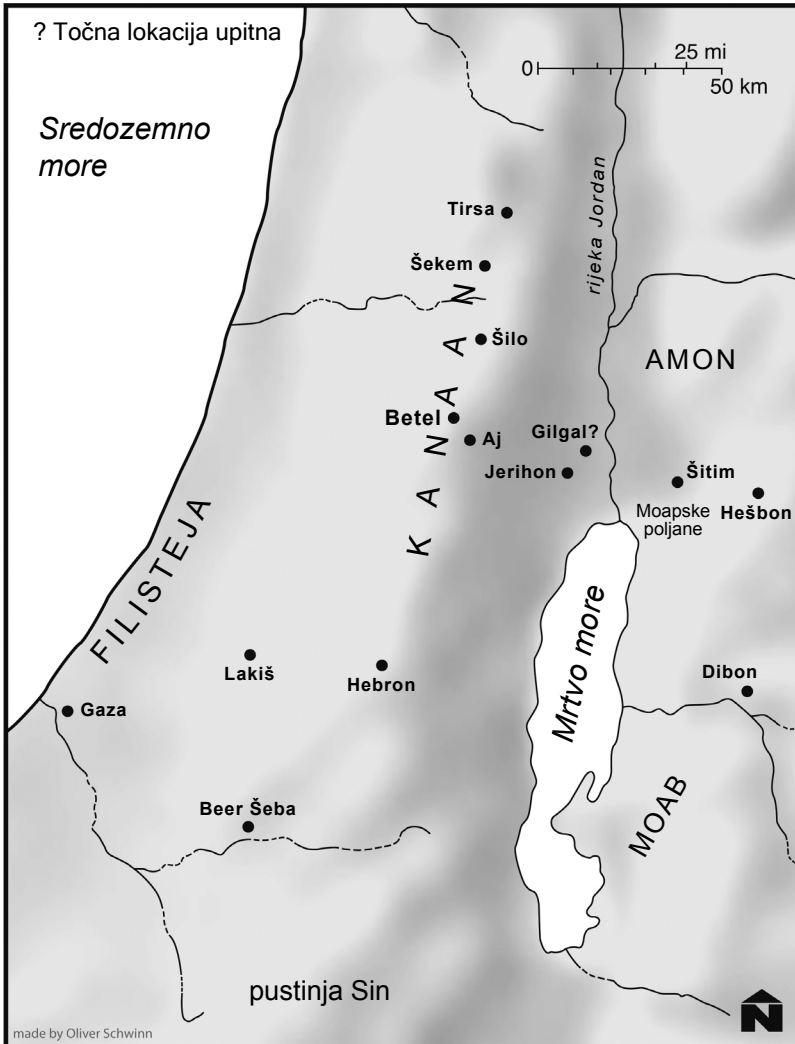 ? Točna lokacija upitna
0
25 mi
50 km
Sredozemno
more
rijeka Jordan
Tirsa
Šekem
Šilo
KANAAN
AMON
Betel
Aj
Gilgal?
Jerihon
Šitim
Hešbon
Moapske
poljane
FILISTEJA
Lakiš
Hebron
Mrtvo more
Dibon
Gaza
MOAB
Beer Šeba
pustinja Sin
N
made by Oliver Schwinn